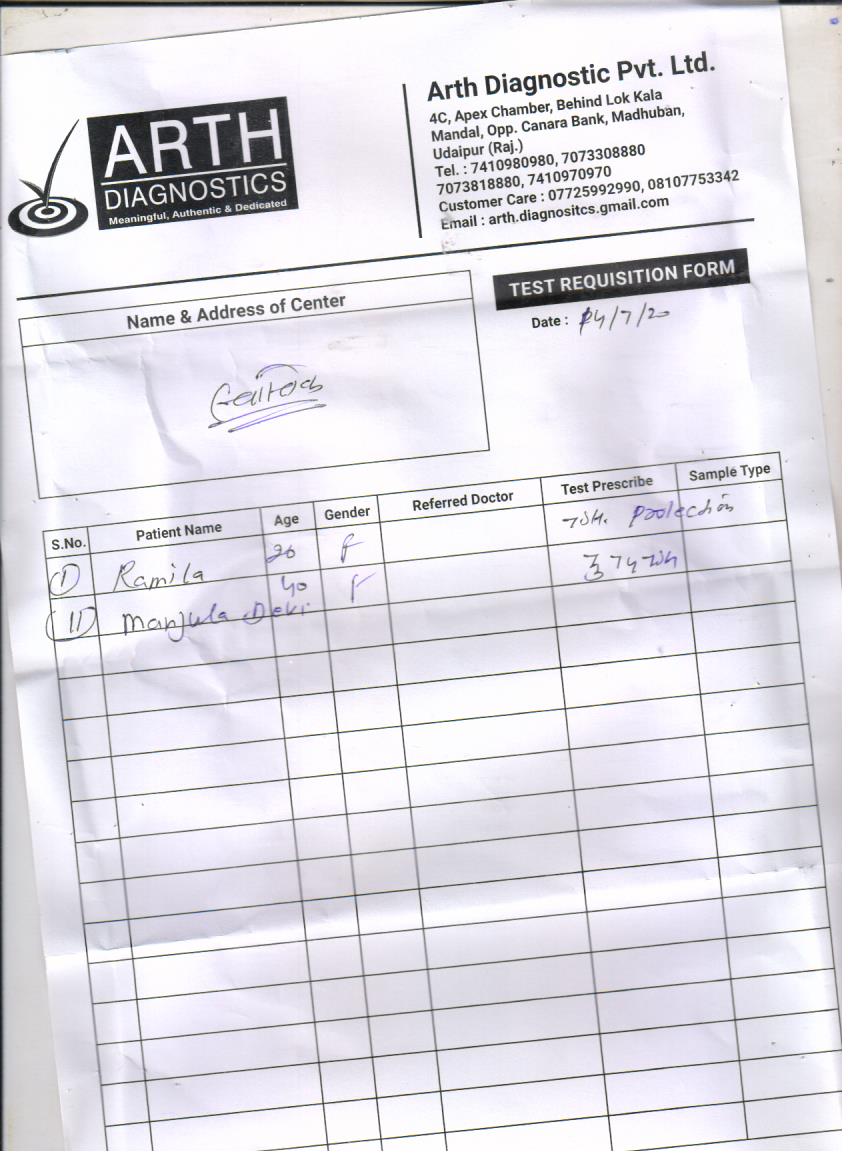 ARTH
DIAGNOSTICS
Meaningful, Authentic & Dedicated
Arth Diagnostic Pvt. Ltd.
4C, Apex Chamber, Behind Lok Kala
Mandal, Opp. Canara Bank, Madhuban,
Udaipur (Raj.)
Tel. : 7410980980, 7073308880
7073818880, 7410970970
Customer Care : 07725992990, 08107753342
Email : arth.diagnositcs.gmail.com
TEST REQUISITION FORM
Date : 24/7/20
Name & Address of Center
S.No. Patient Name Age Gender Referred Doctor Test Prescribe Sample Type
I Ramila 26 F TSH. Prolection
II Manjula Devi 40 F